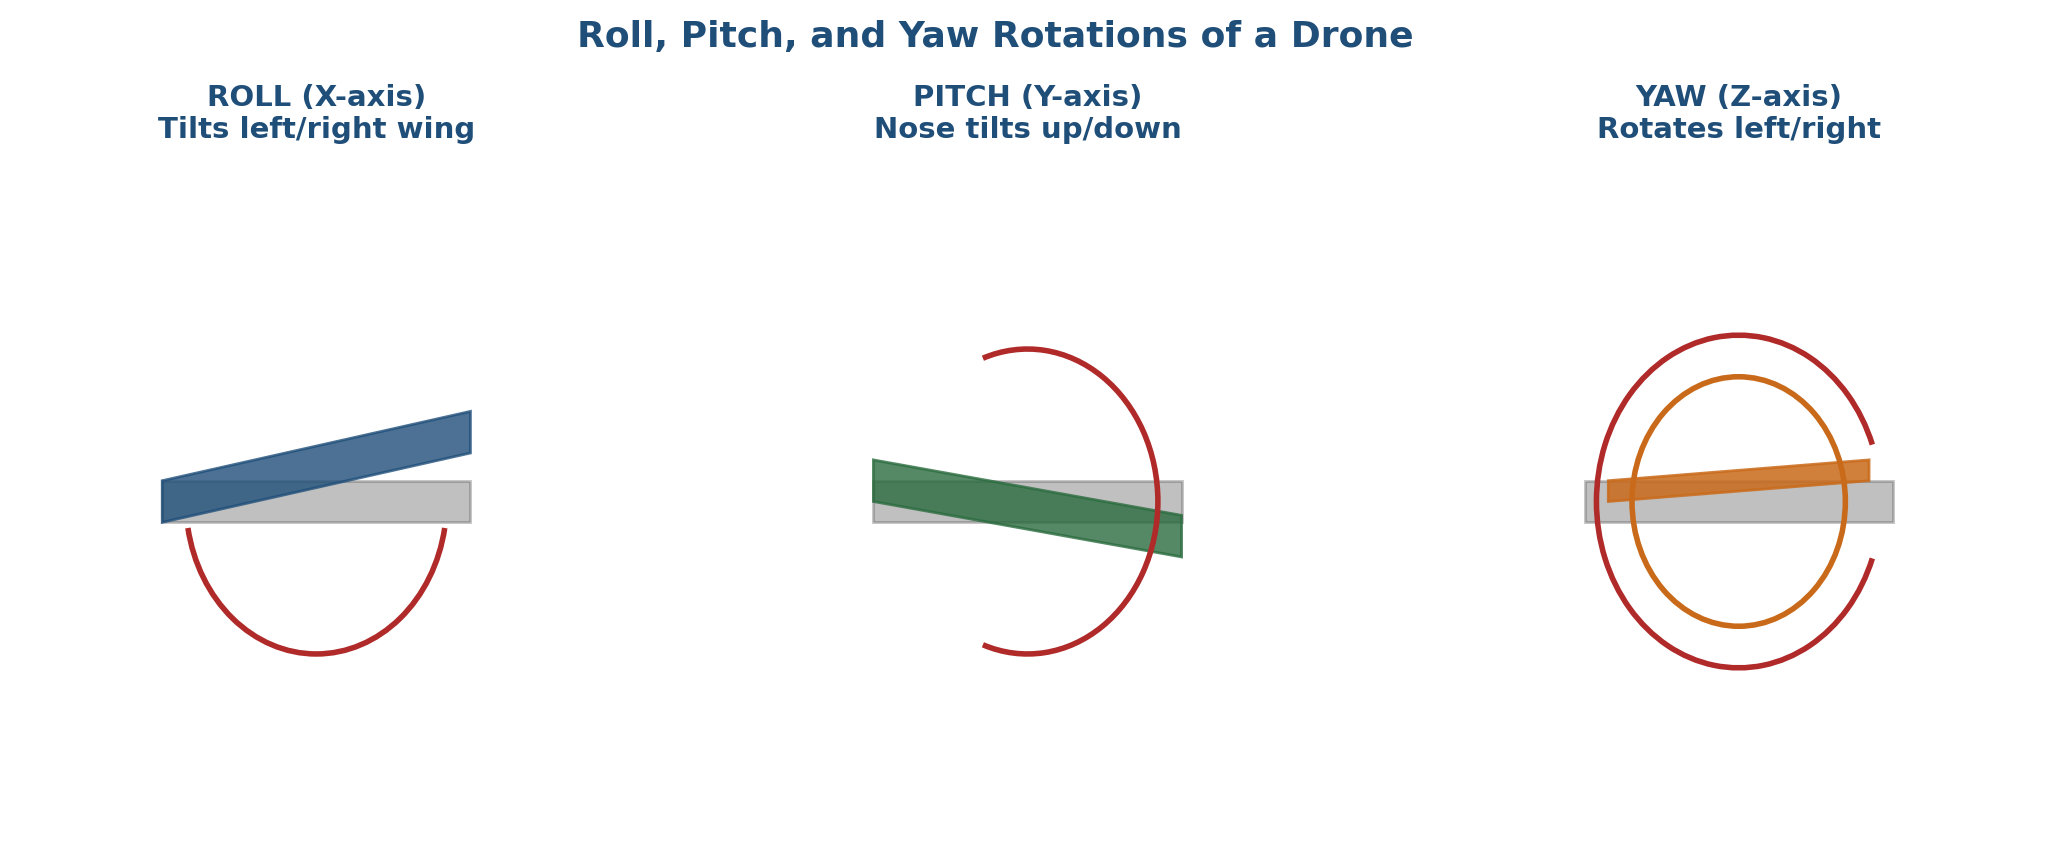 Roll, Pitch, and Yaw Rotations of a Drone
ROLL (X-axis)
Tilts left/right wing
PITCH (Y-axis)
Nose tilts up/down
YAW (Z-axis)
Rotates left/right